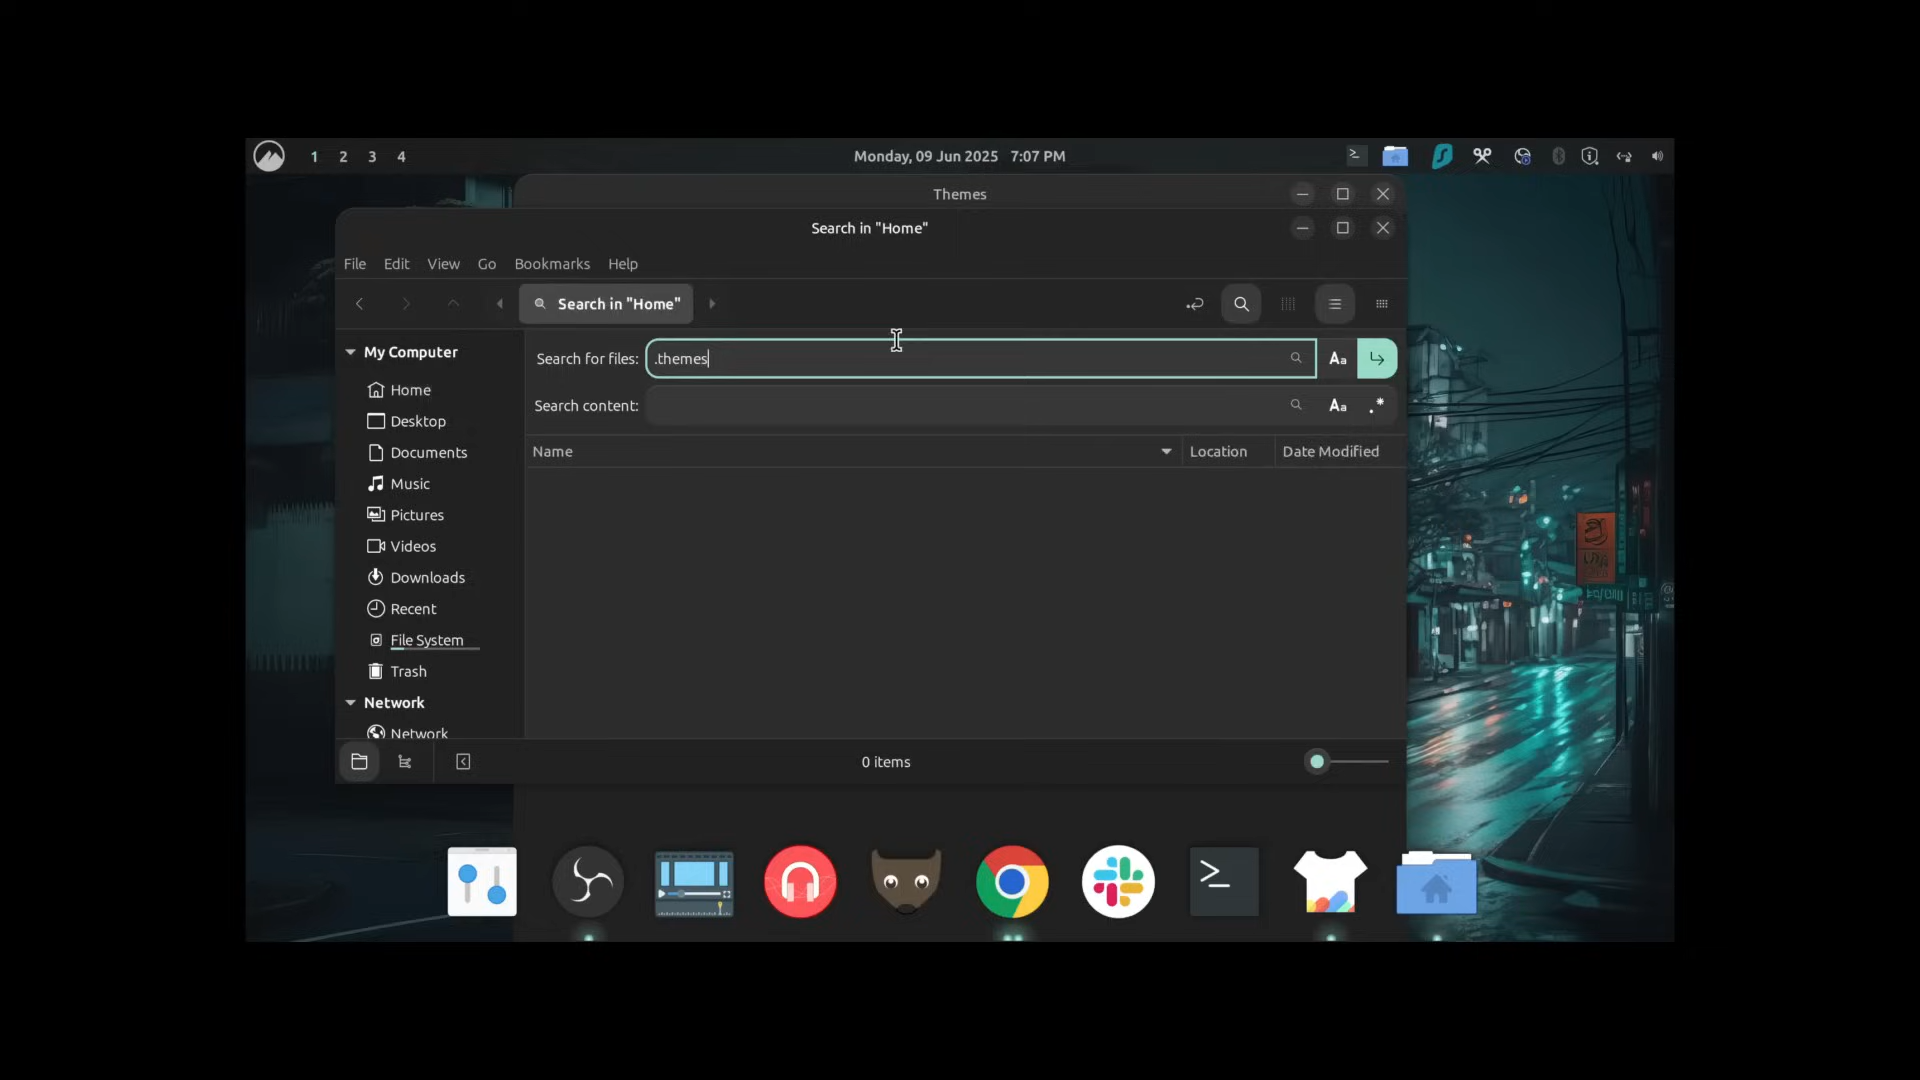 1 2 3 4
Monday, 09 Jun 2025 7:07 PM
Themes
Search in "Home"
File Edit View Go Bookmarks Help
Search in "Home"
Search for files: .themes Aa
Search content: Aa .*
Name Location Date Modified
My Computer
Home
Desktop
Documents
Music
Pictures
Videos
Downloads
Recent
File System
Trash
Network
Network
0 items